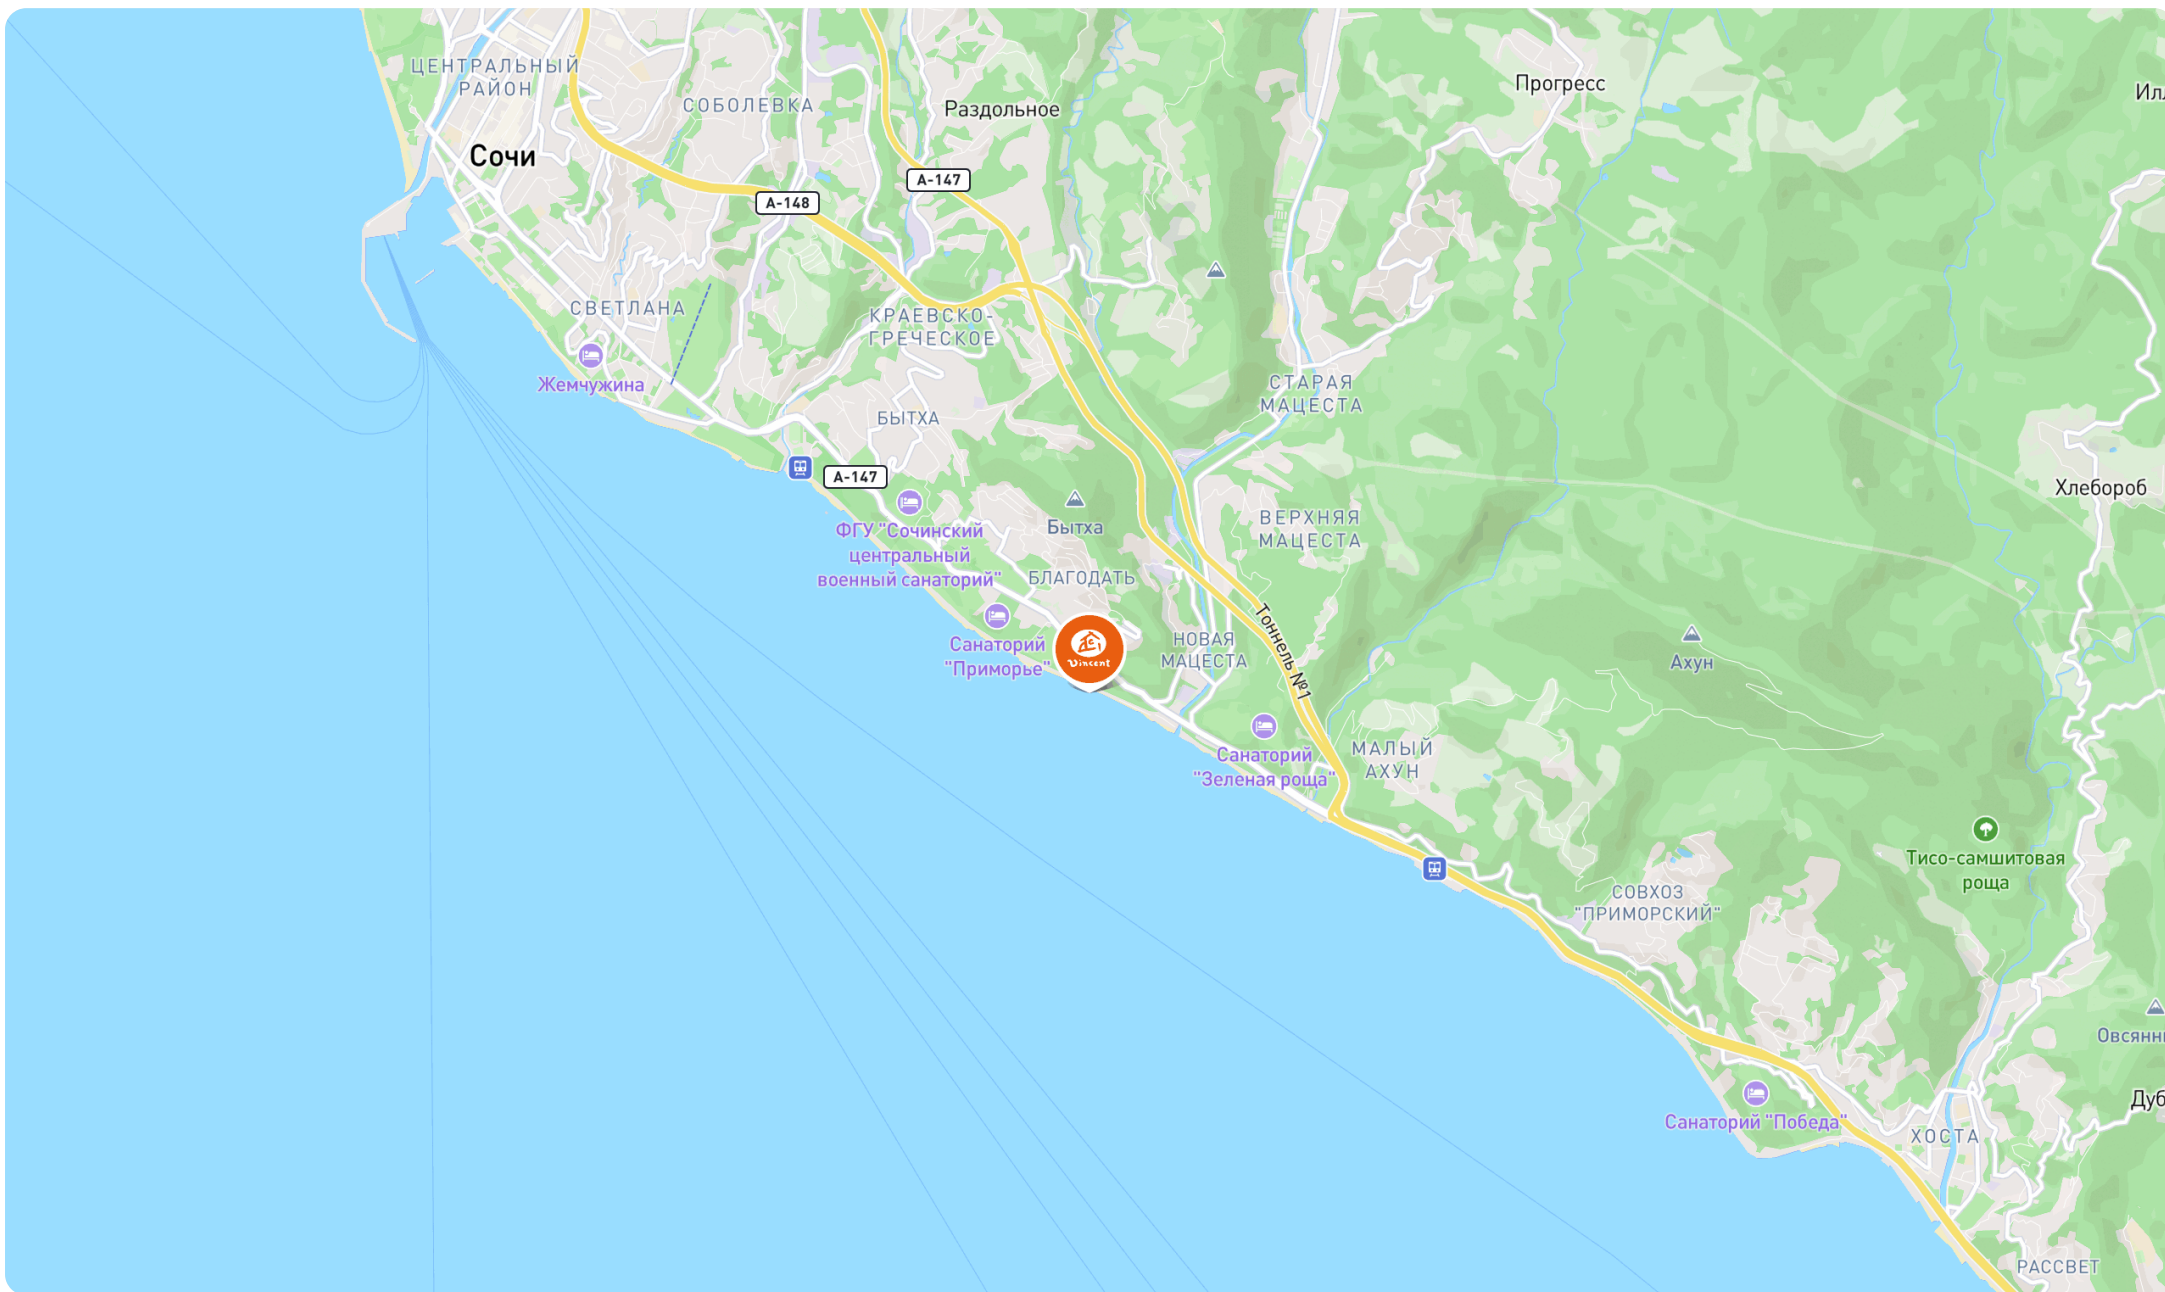 ЦЕНТРАЛЬНЫЙ
РАЙОН
СОБОЛЕВКА
Раздольное
Прогресс
Сочи
А-147
А-148
СВЕТЛАНА
КРАЕВСКО-
ГРЕЧЕСКОЕ
Жемчужина
СТАРАЯ
МАЦЕСТА
БЫТХА
А-147
Хлебороб
ФГУ "Сочинский
центральный
военный санаторий"
Бытха
ВЕРХНЯЯ
МАЦЕСТА
БЛАГОДАТЬ
Санаторий
"Приморье"
Vincent
НОВАЯ
МАЦЕСТА
Тоннель №1
Ахун
Санаторий
"Зеленая роща"
МАЛЫЙ
АХУН
Тисо-самшитовая
роща
СОВХОЗ
"ПРИМОРСКИЙ"
Овсянн
Дуб
Санаторий "Победа"
ХОСТА
РАССВЕТ